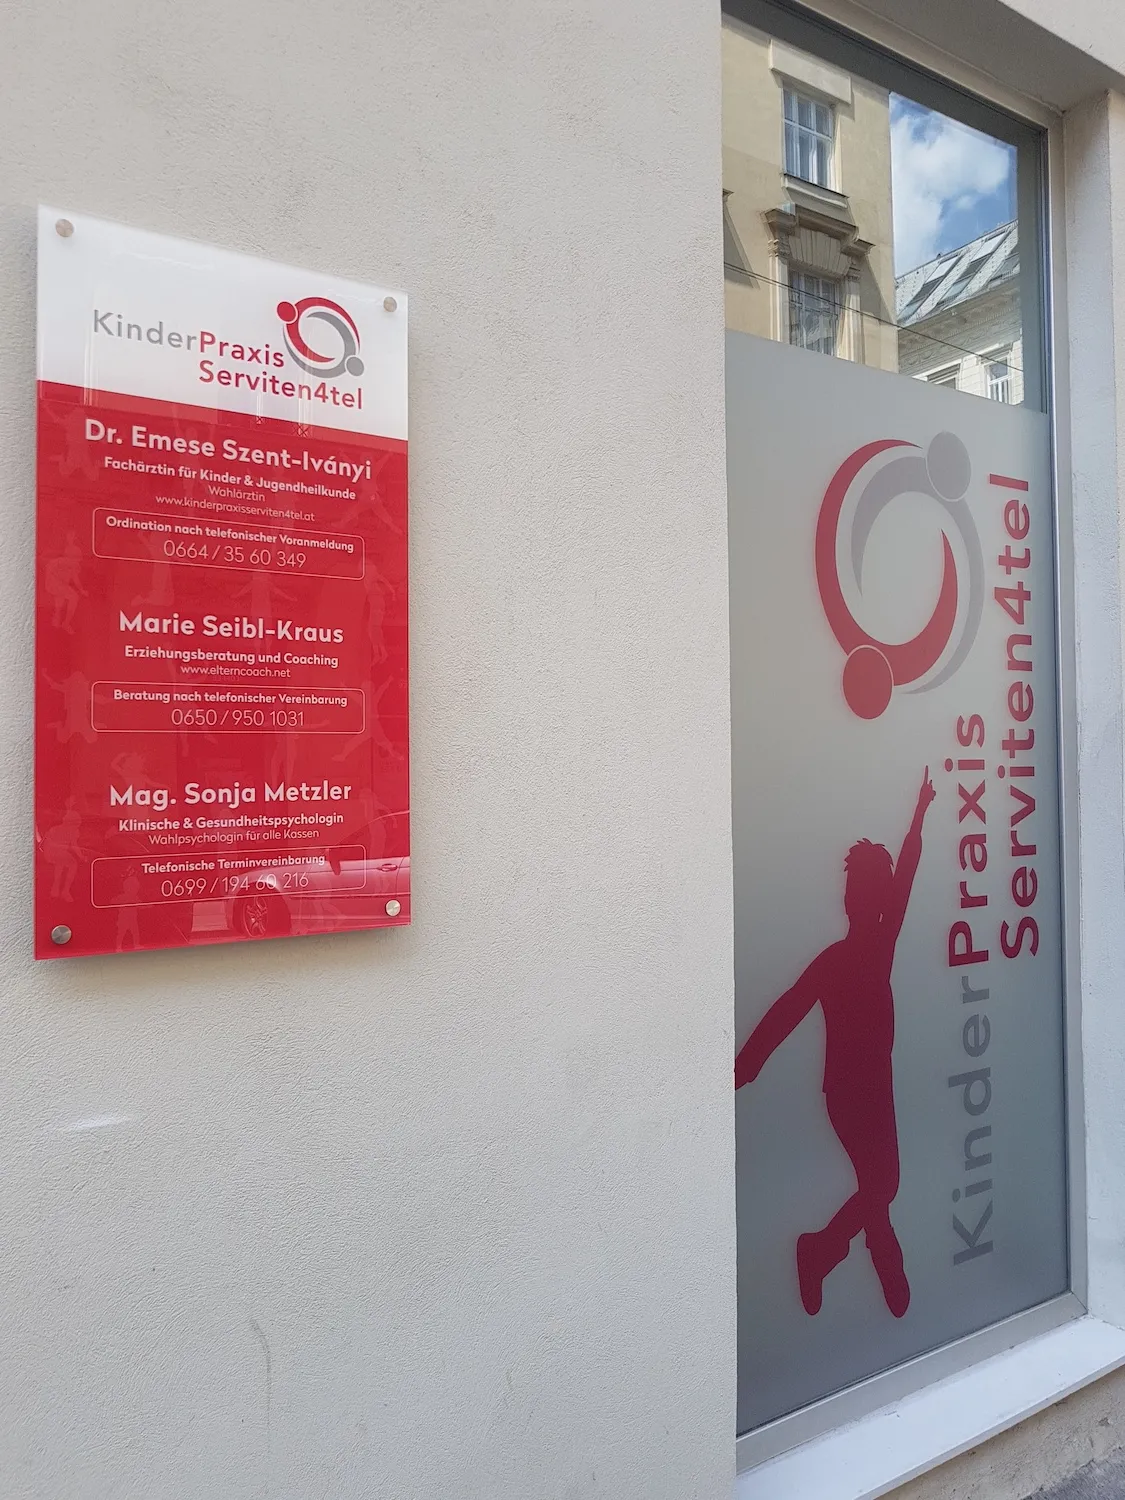 KinderPraxis
Serviten4tel
Dr. Emese Szent-Iványi
Fachärztin für Kinder & Jugendheilkunde
Wahlärztin
www.kinderpraxisserviten4tel.at
Ordination nach telefonischer Voranmeldung
0664 / 35 60 349
Marie Seibl-Kraus
Erziehungsberatung und Coaching
www.elterncoach.net
Beratung nach telefonischer Vereinbarung
0650 / 950 1031
Mag. Sonja Metzler
Klinische & Gesundheitspsychologin
Wahlpsychologin für alle Kassen
Telefonische Terminvereinbarung
0699 / 194 60 216
KinderPraxis
Serviten4tel